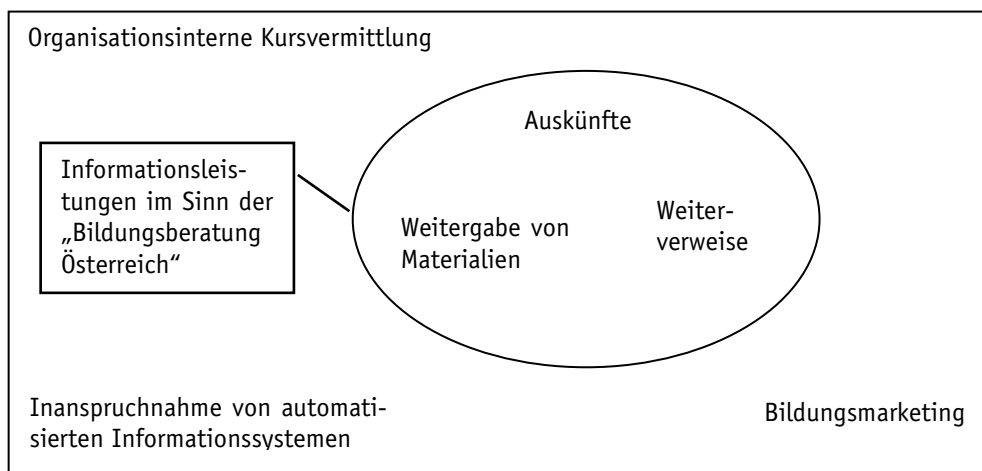 Organisationsinterne Kursvermittlung
Auskünfte
Informationsleis-
tungen im Sinn der
„Bildungsberatung
Österreich“
Weitergabe von
Materialien
Weiter-
verweise
Inanspruchnahme von automati-
sierten Informationssystemen
Bildungsmarketing